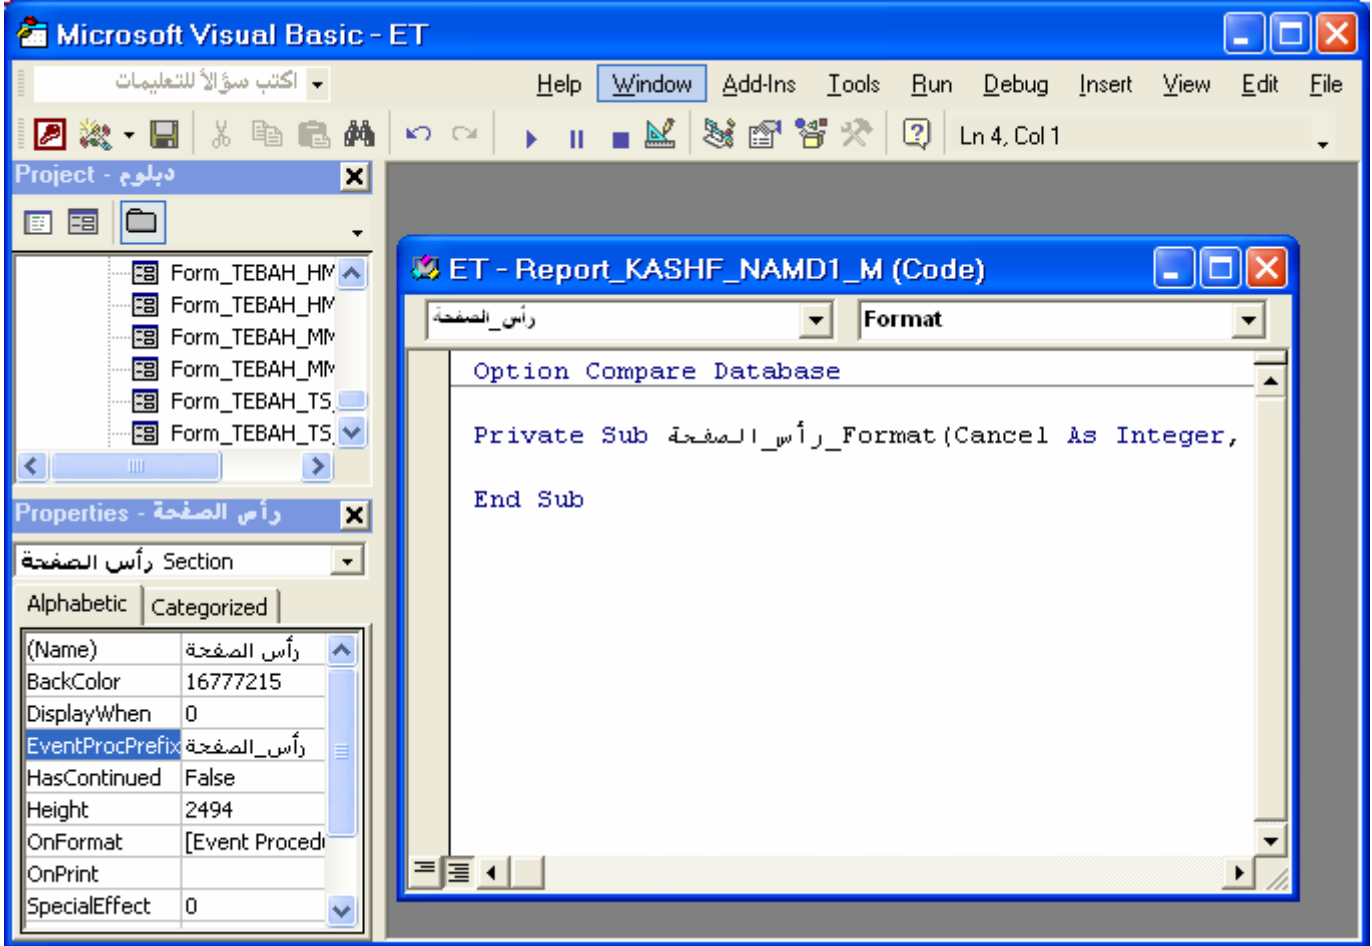 Microsoft Visual Basic - ET
File Edit View Insert Debug Run Tools Add-Ins Window Help اكتب سؤالاً للتعليمات
Ln 4, Col 1
Project - دبلوم
Form_TEBAH_HM
Form_TEBAH_HM
Form_TEBAH_MM
Form_TEBAH_MM
Form_TEBAH_TS_
Form_TEBAH_TS_
Properties - رأس الصفحة
رأس الصفحة Section
Alphabetic Categorized
(Name) رأس الصفحة
BackColor 16777215
DisplayWhen 0
EventProcPrefix رأس_الصفحة
HasContinued False
Height 2494
OnFormat [Event Procedu
OnPrint
SpecialEffect 0
ET - Report_KASHF_NAMD1_M (Code)
رأس_الصفحة Format
Option Compare Database
Private Sub رأس_الصفحة_Format(Cancel As Integer,
End Sub